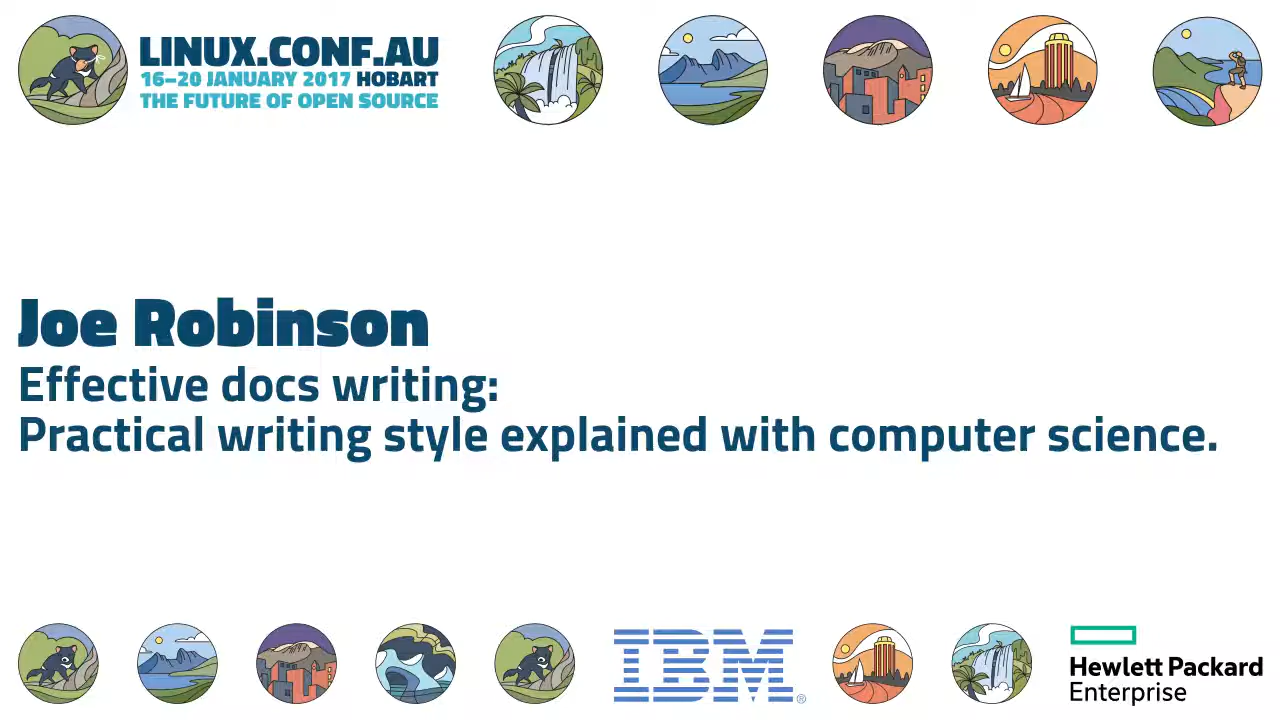 LINUX.CONF.AU
16–20 JANUARY 2017 HOBART
THE FUTURE OF OPEN SOURCE
Joe Robinson
Effective docs writing:
Practical writing style explained with computer science.
IBM®
Hewlett Packard
Enterprise